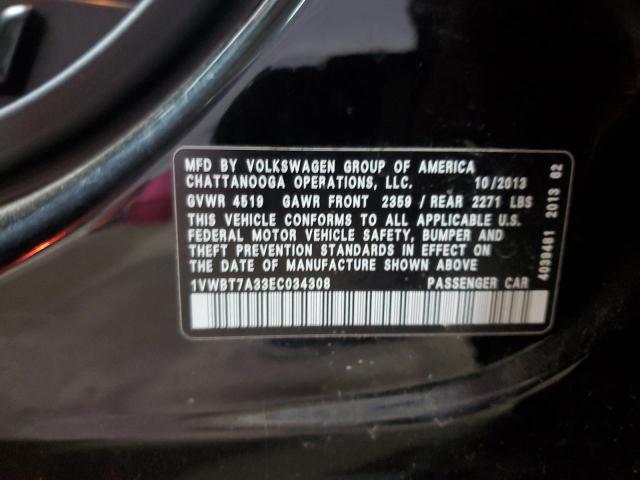 MFD BY VOLKSWAGEN GROUP OF AMERICA
CHATTANOOGA OPERATIONS, LLC. 10/2013
GVWR 4519 GAWR FRONT 2359 / REAR 2271 LBS
THIS VEHICLE CONFORMS TO ALL APPLICABLE U.S.
FEDERAL MOTOR VEHICLE SAFETY, BUMPER AND
THEFT PREVENTION STANDARDS IN EFFECT ON
THE DATE OF MANUFACTURE SHOWN ABOVE
1VWBT7A33EC034308 PASSENGER CAR
4039481 2013 02